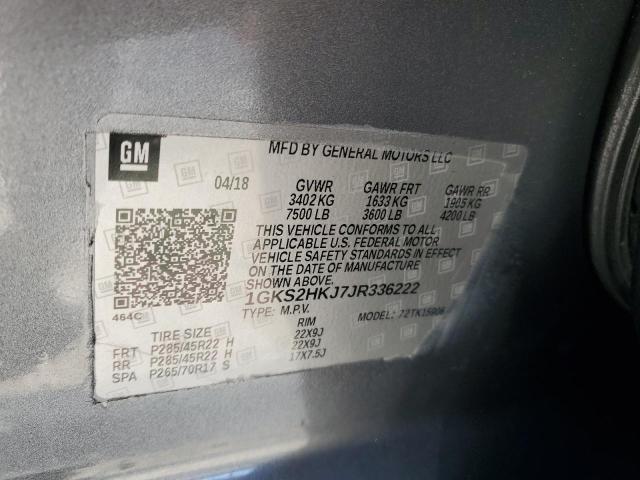 GM
MFD BY GENERAL MOTORS LLC
04/18 GVWR GAWR FRT GAWR RR
3402 KG 1633 KG 1905 KG
7500 LB 3600 LB 4200 LB
THIS VEHICLE CONFORMS TO ALL
APPLICABLE U.S. FEDERAL MOTOR
VEHICLE SAFETY STANDARDS IN EFFECT
ON THE DATE OF MANUFACTURE
SHOWN ABOVE.
1GKS2HKJ7JR336222
464C TYPE: M.P.V. MODEL:
TIRE SIZE RIM
FRT P285/45R22 H 22X9J
RR P285/45R22 H 22X9J
SPA P265/70R17 S 17X7.5J